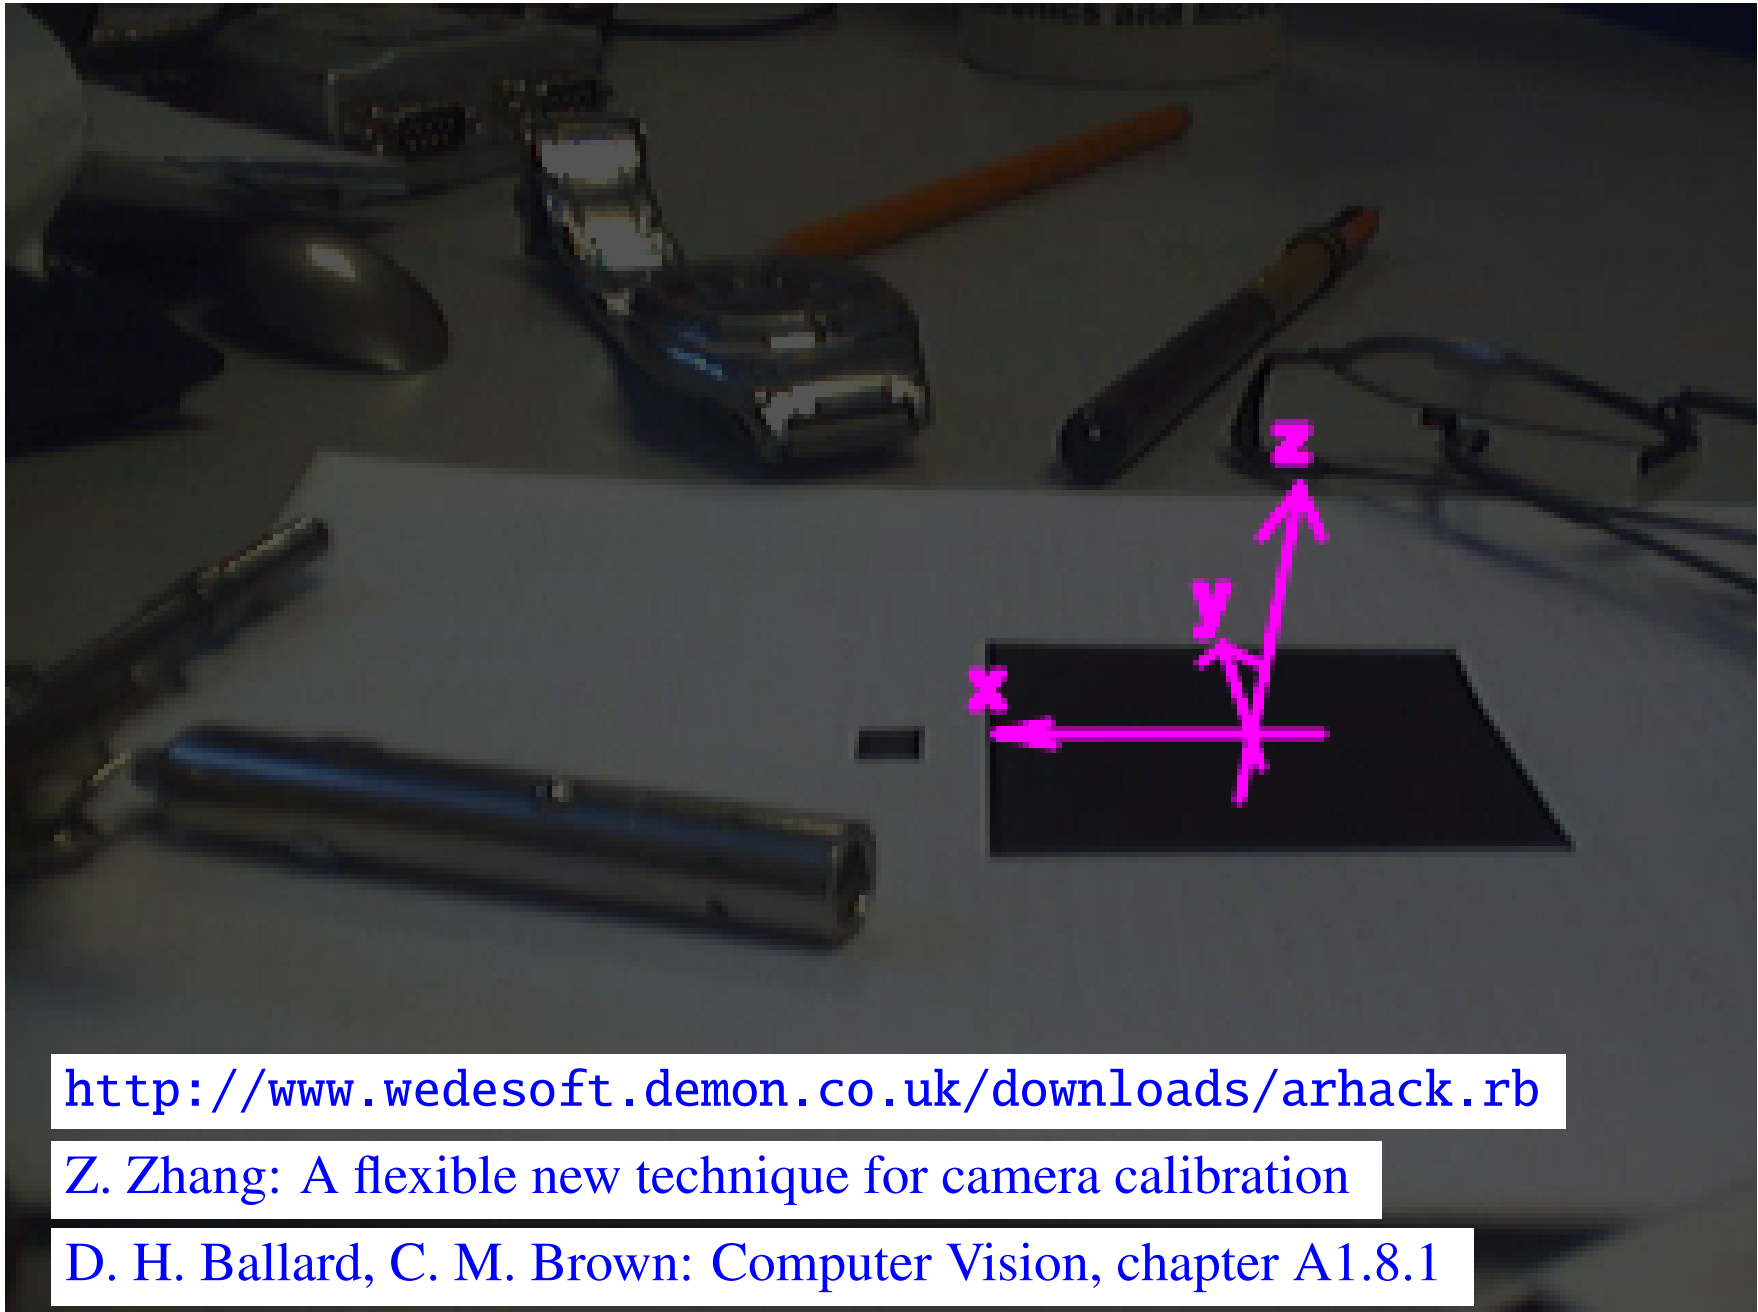 and
z
y
x
http://www.wedesoft.demon.co.uk/downloads/arhack.rb
Z. Zhang: A flexible new technique for camera calibration
D. H. Ballard, C. M. Brown: Computer Vision, chapter A1.8.1